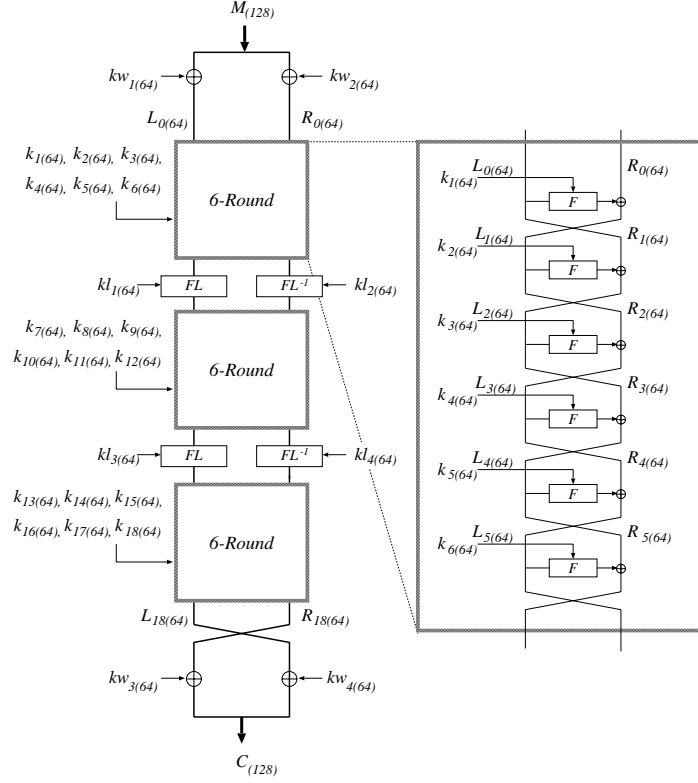 M(128)
kw1(64)
kw2(64)
L0(64)
R0(64)
k1(64), k2(64), k3(64),
k4(64), k5(64), k6(64)
6-Round
kl1(64)
FL
FL-1
kl2(64)
k7(64), k8(64), k9(64),
k10(64), k11(64), k12(64)
6-Round
kl3(64)
FL
FL-1
kl4(64)
k13(64), k14(64), k15(64),
k16(64), k17(64), k18(64)
6-Round
L18(64)
R18(64)
kw3(64)
kw4(64)
C(128)
L0(64)
R0(64)
k1(64)
F
L1(64)
R1(64)
k2(64)
F
L2(64)
R2(64)
k3(64)
F
L3(64)
R3(64)
k4(64)
F
L4(64)
R4(64)
k5(64)
F
L5(64)
R5(64)
k6(64)
F